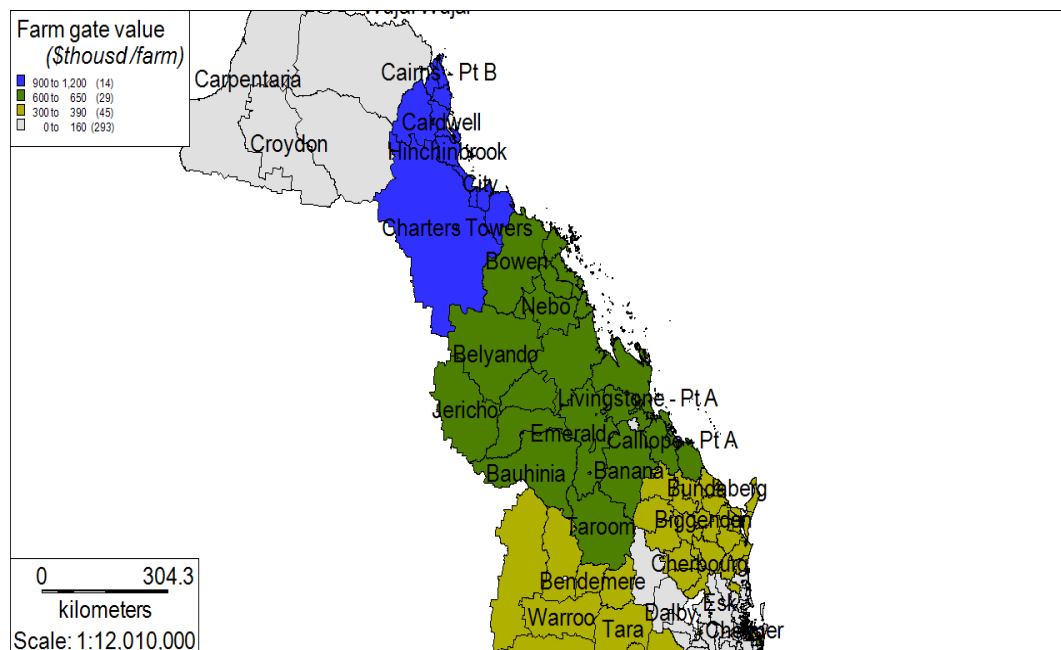 Wujal Wujal
Farm gate value
($thousd /farm)
900 to 1,200 (14)
600 to 650 (29)
300 to 390 (45)
0 to 160 (293)
Carpentaria
Cairns - Pt B
Cardwell
Croydon
Hinchinbrook
City
Charters Towers
Bowen
Nebo
Belyando
Livingstone - Pt A
Jericho
Emerald
Calliope - Pt A
Bauhinia
Banana
Bundaberg
Taroom
Biggenden
Cherbourg
Bendemere
Dalby
Esk
Warroo
Tara
0 304.3
kilometers
Scale: 1:12,010,000